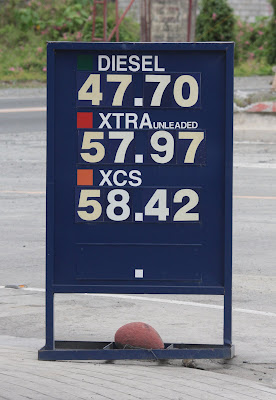 DIESEL
47.70
XTRA UNLEADED
57.97
XCS
58.42